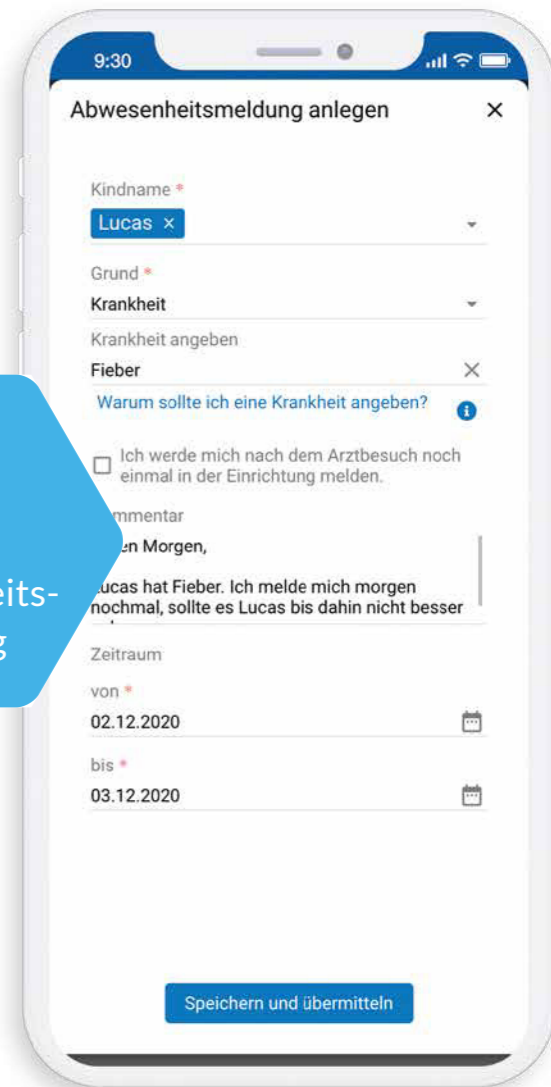 9:30
Abwesenheitsmeldung anlegen ×
Kindname *
Lucas ×
Grund *
Krankheit
Krankheit angeben
Fieber
Warum sollte ich eine Krankheit angeben?
Ich werde mich nach dem Arztbesuch noch
einmal in der Einrichtung melden.
mmentar
en Morgen,
ucas hat Fieber. Ich melde mich morgen
nochmal, sollte es Lucas bis dahin nicht besser
eits-
g
Zeitraum
von *
02.12.2020
bis *
03.12.2020
Speichern und übermitteln